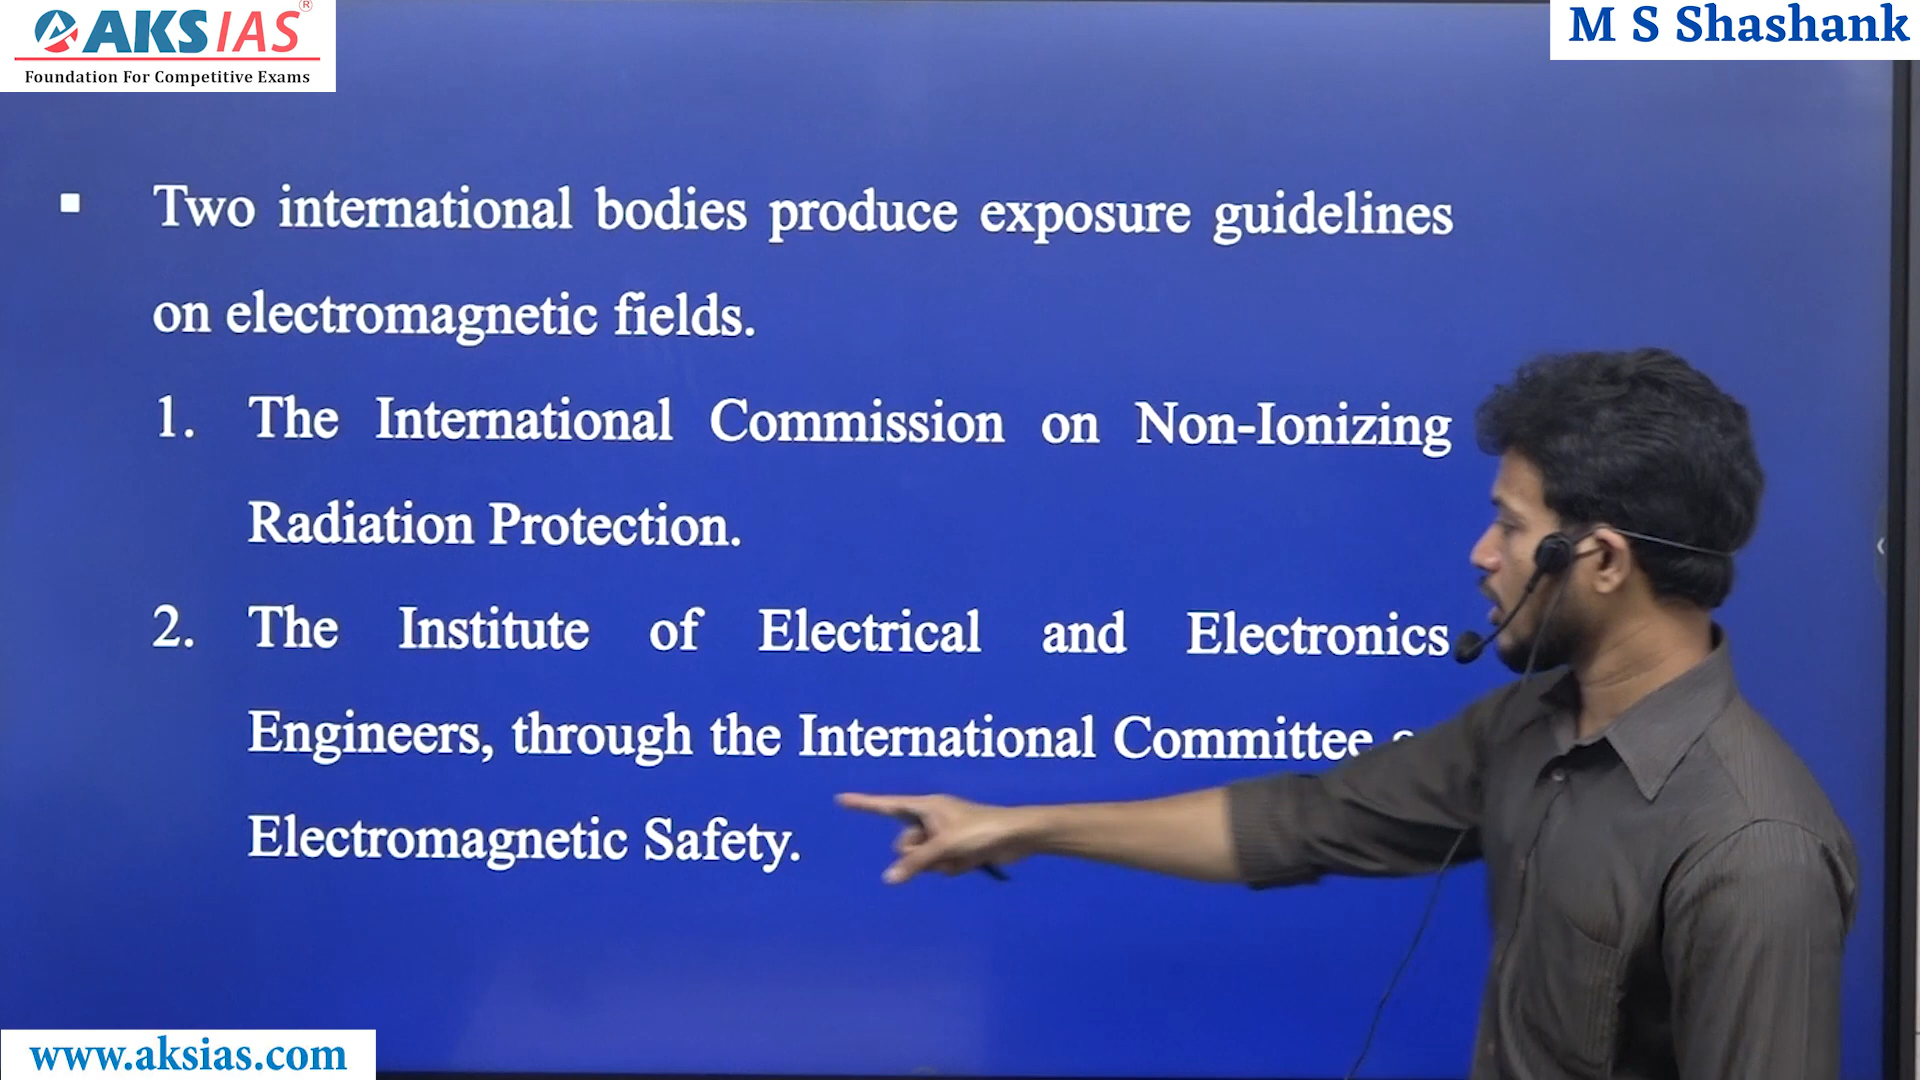 AKS IAS®
Foundation For Competitive Exams
M S Shashank
▪ Two international bodies produce exposure guidelines
on electromagnetic fields.
1. The International Commission on Non-Ionizing
Radiation Protection.
2. The Institute of Electrical and Electronics
Engineers, through the International Committee
Electromagnetic Safety.
www.aksias.com